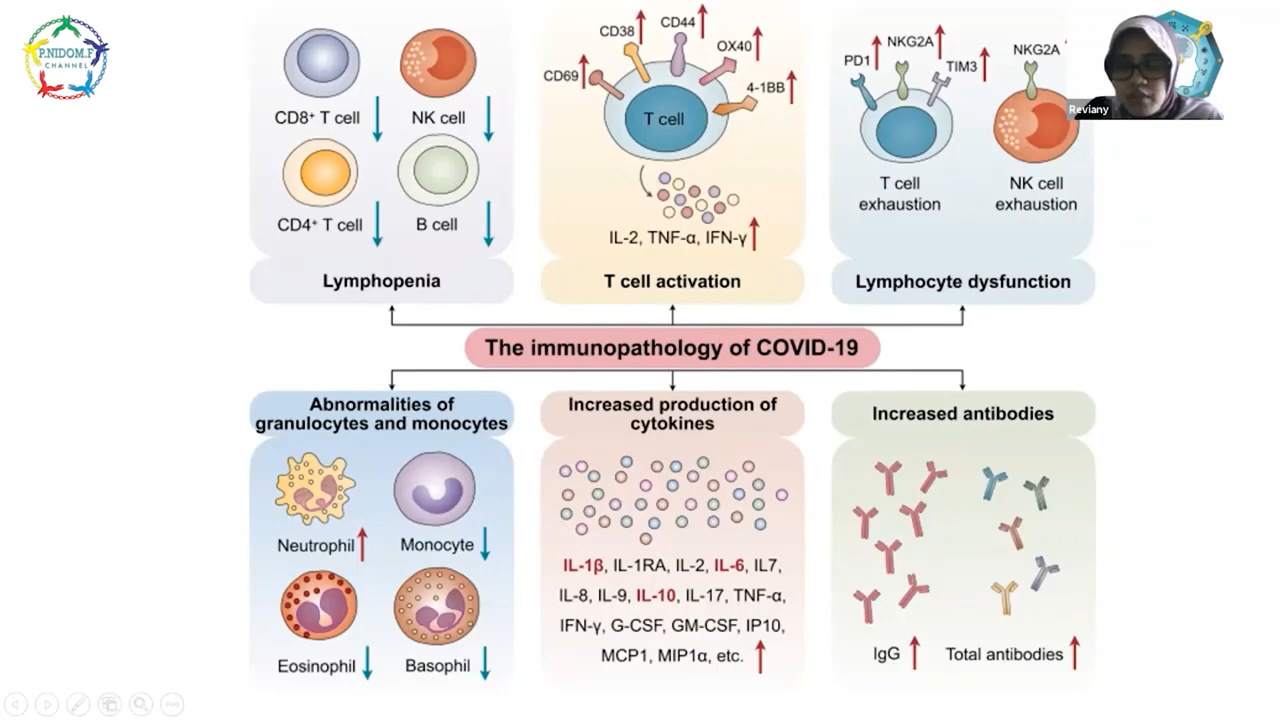 P.NIDOM.F
CHANNEL
CD8⁺ T cell
NK cell
CD4⁺ T cell
B cell
Lymphopenia
CD69
CD38
CD44
OX40
4-1BB
T cell
IL-2, TNF-α, IFN-γ
T cell activation
PD1
NKG2A
TIM3
NKG2A
T cell
exhaustion
NK cell
exhaustion
Lymphocyte dysfunction
Reviany
The immunopathology of COVID-19
Abnormalities of
granulocytes and monocytes
Neutrophil
Monocyte
Eosinophil
Basophil
Increased production of
cytokines
IL-1β, IL-1RA, IL-2, IL-6, IL7,
IL-8, IL-9, IL-10, IL-17, TNF-α,
IFN-γ, G-CSF, GM-CSF, IP10,
MCP1, MIP1α, etc.
Increased antibodies
IgG
Total antibodies